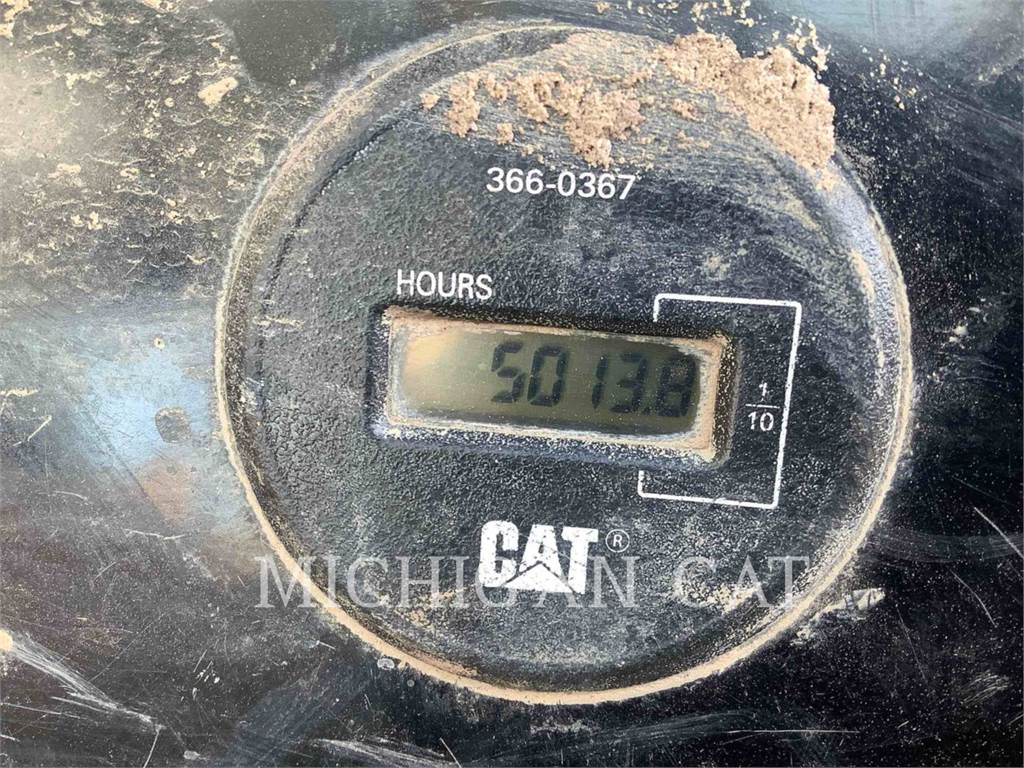 366-0367
HOURS
5013.8
1
10
CAT®
MICHIGAN CAT